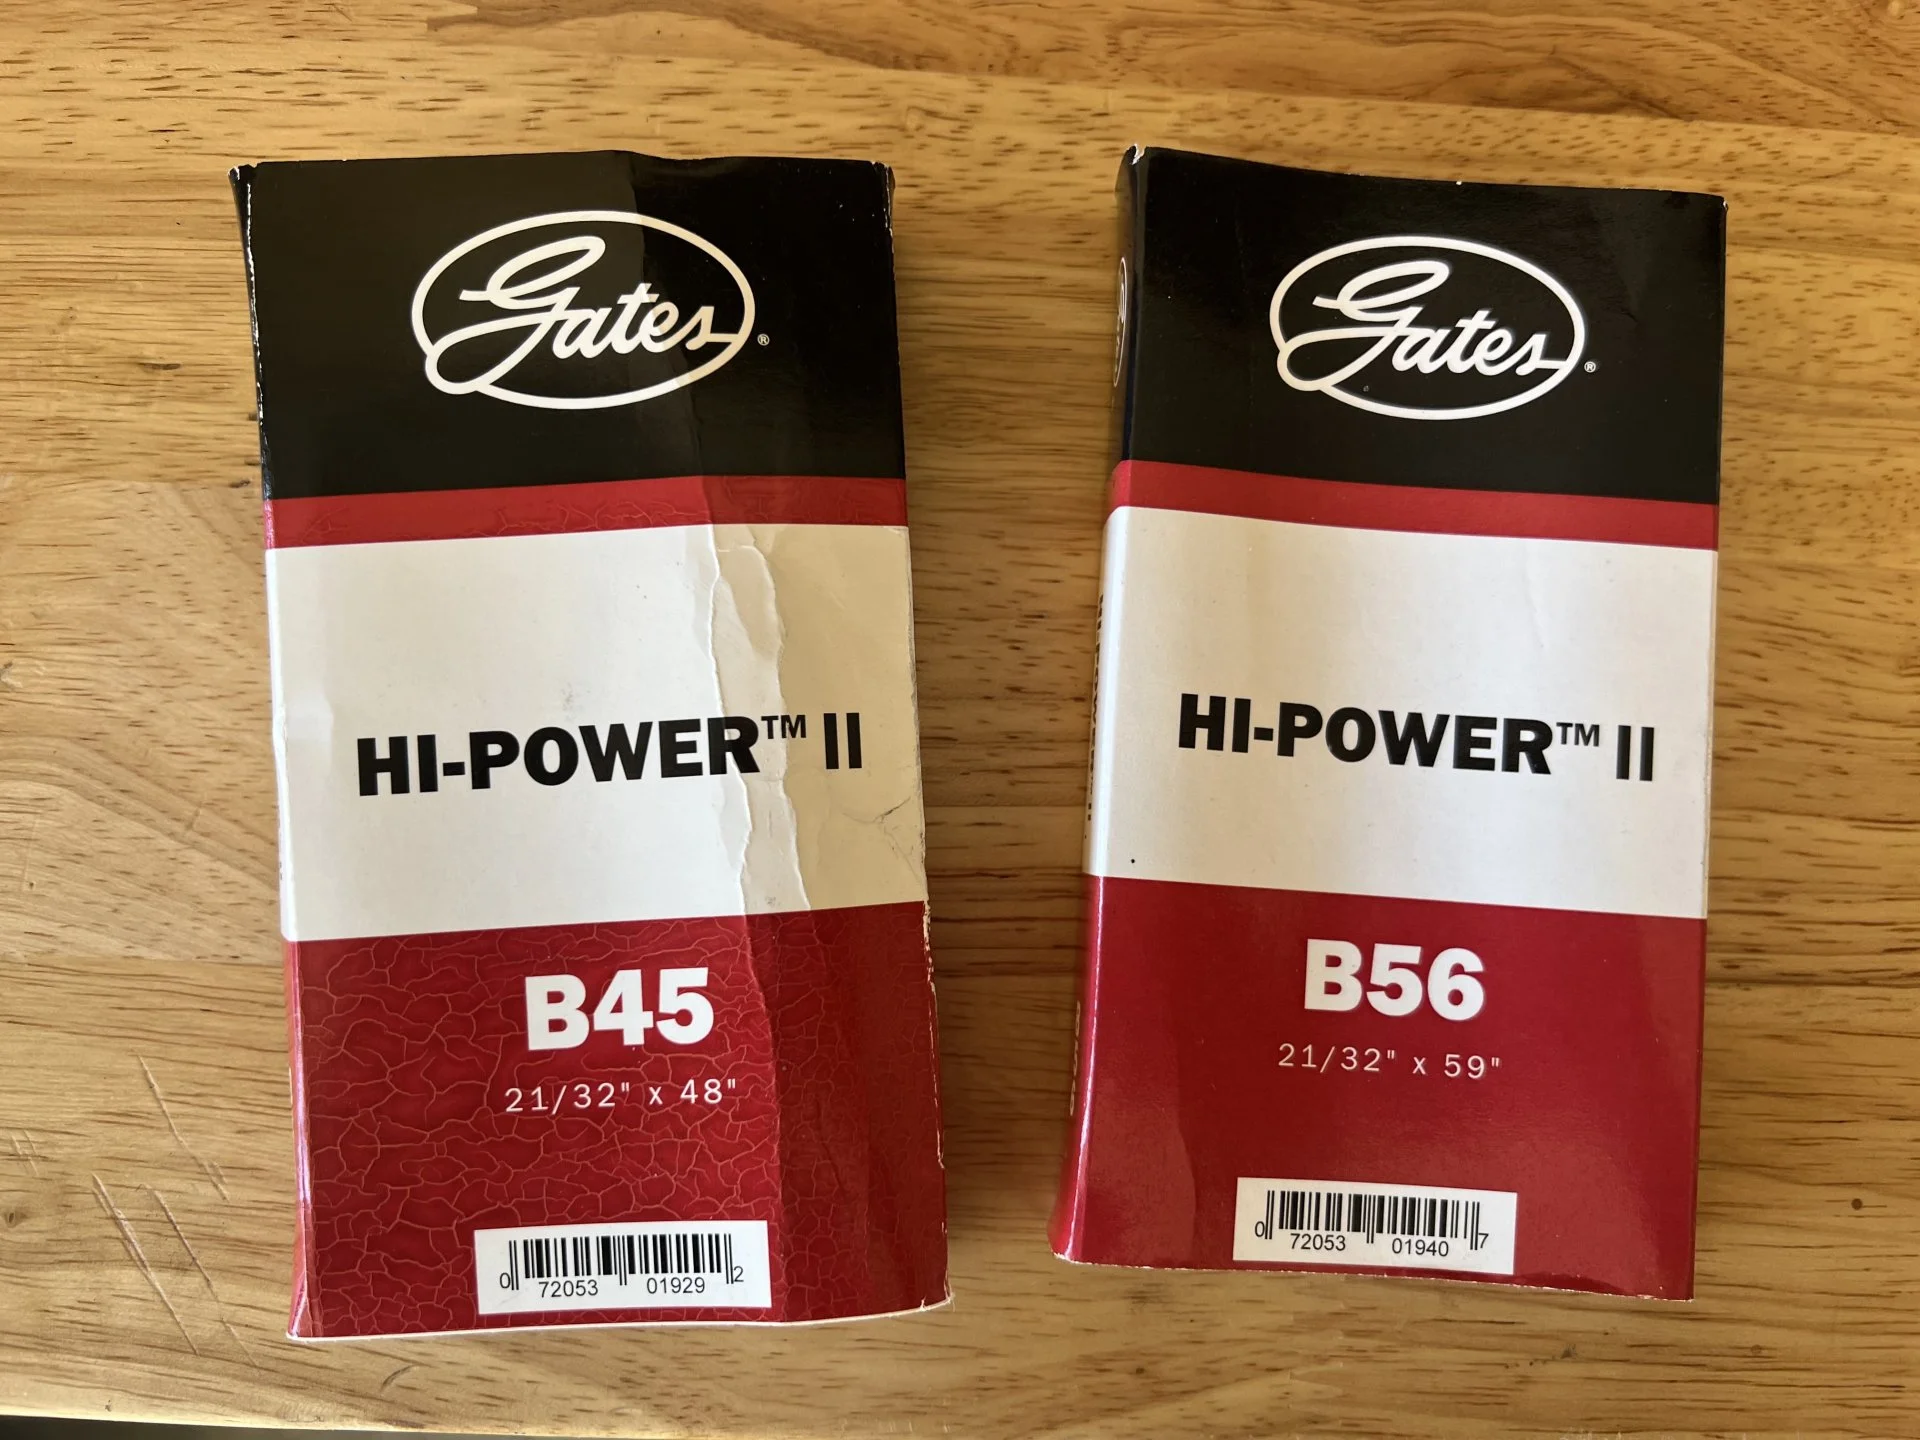 Gates®
HI-POWER™ II
B45
21/32" x 48"
0 72053 01929 2
Gates®
HI-POWER™ II
B56
21/32" x 59"
0 72053 01940 7